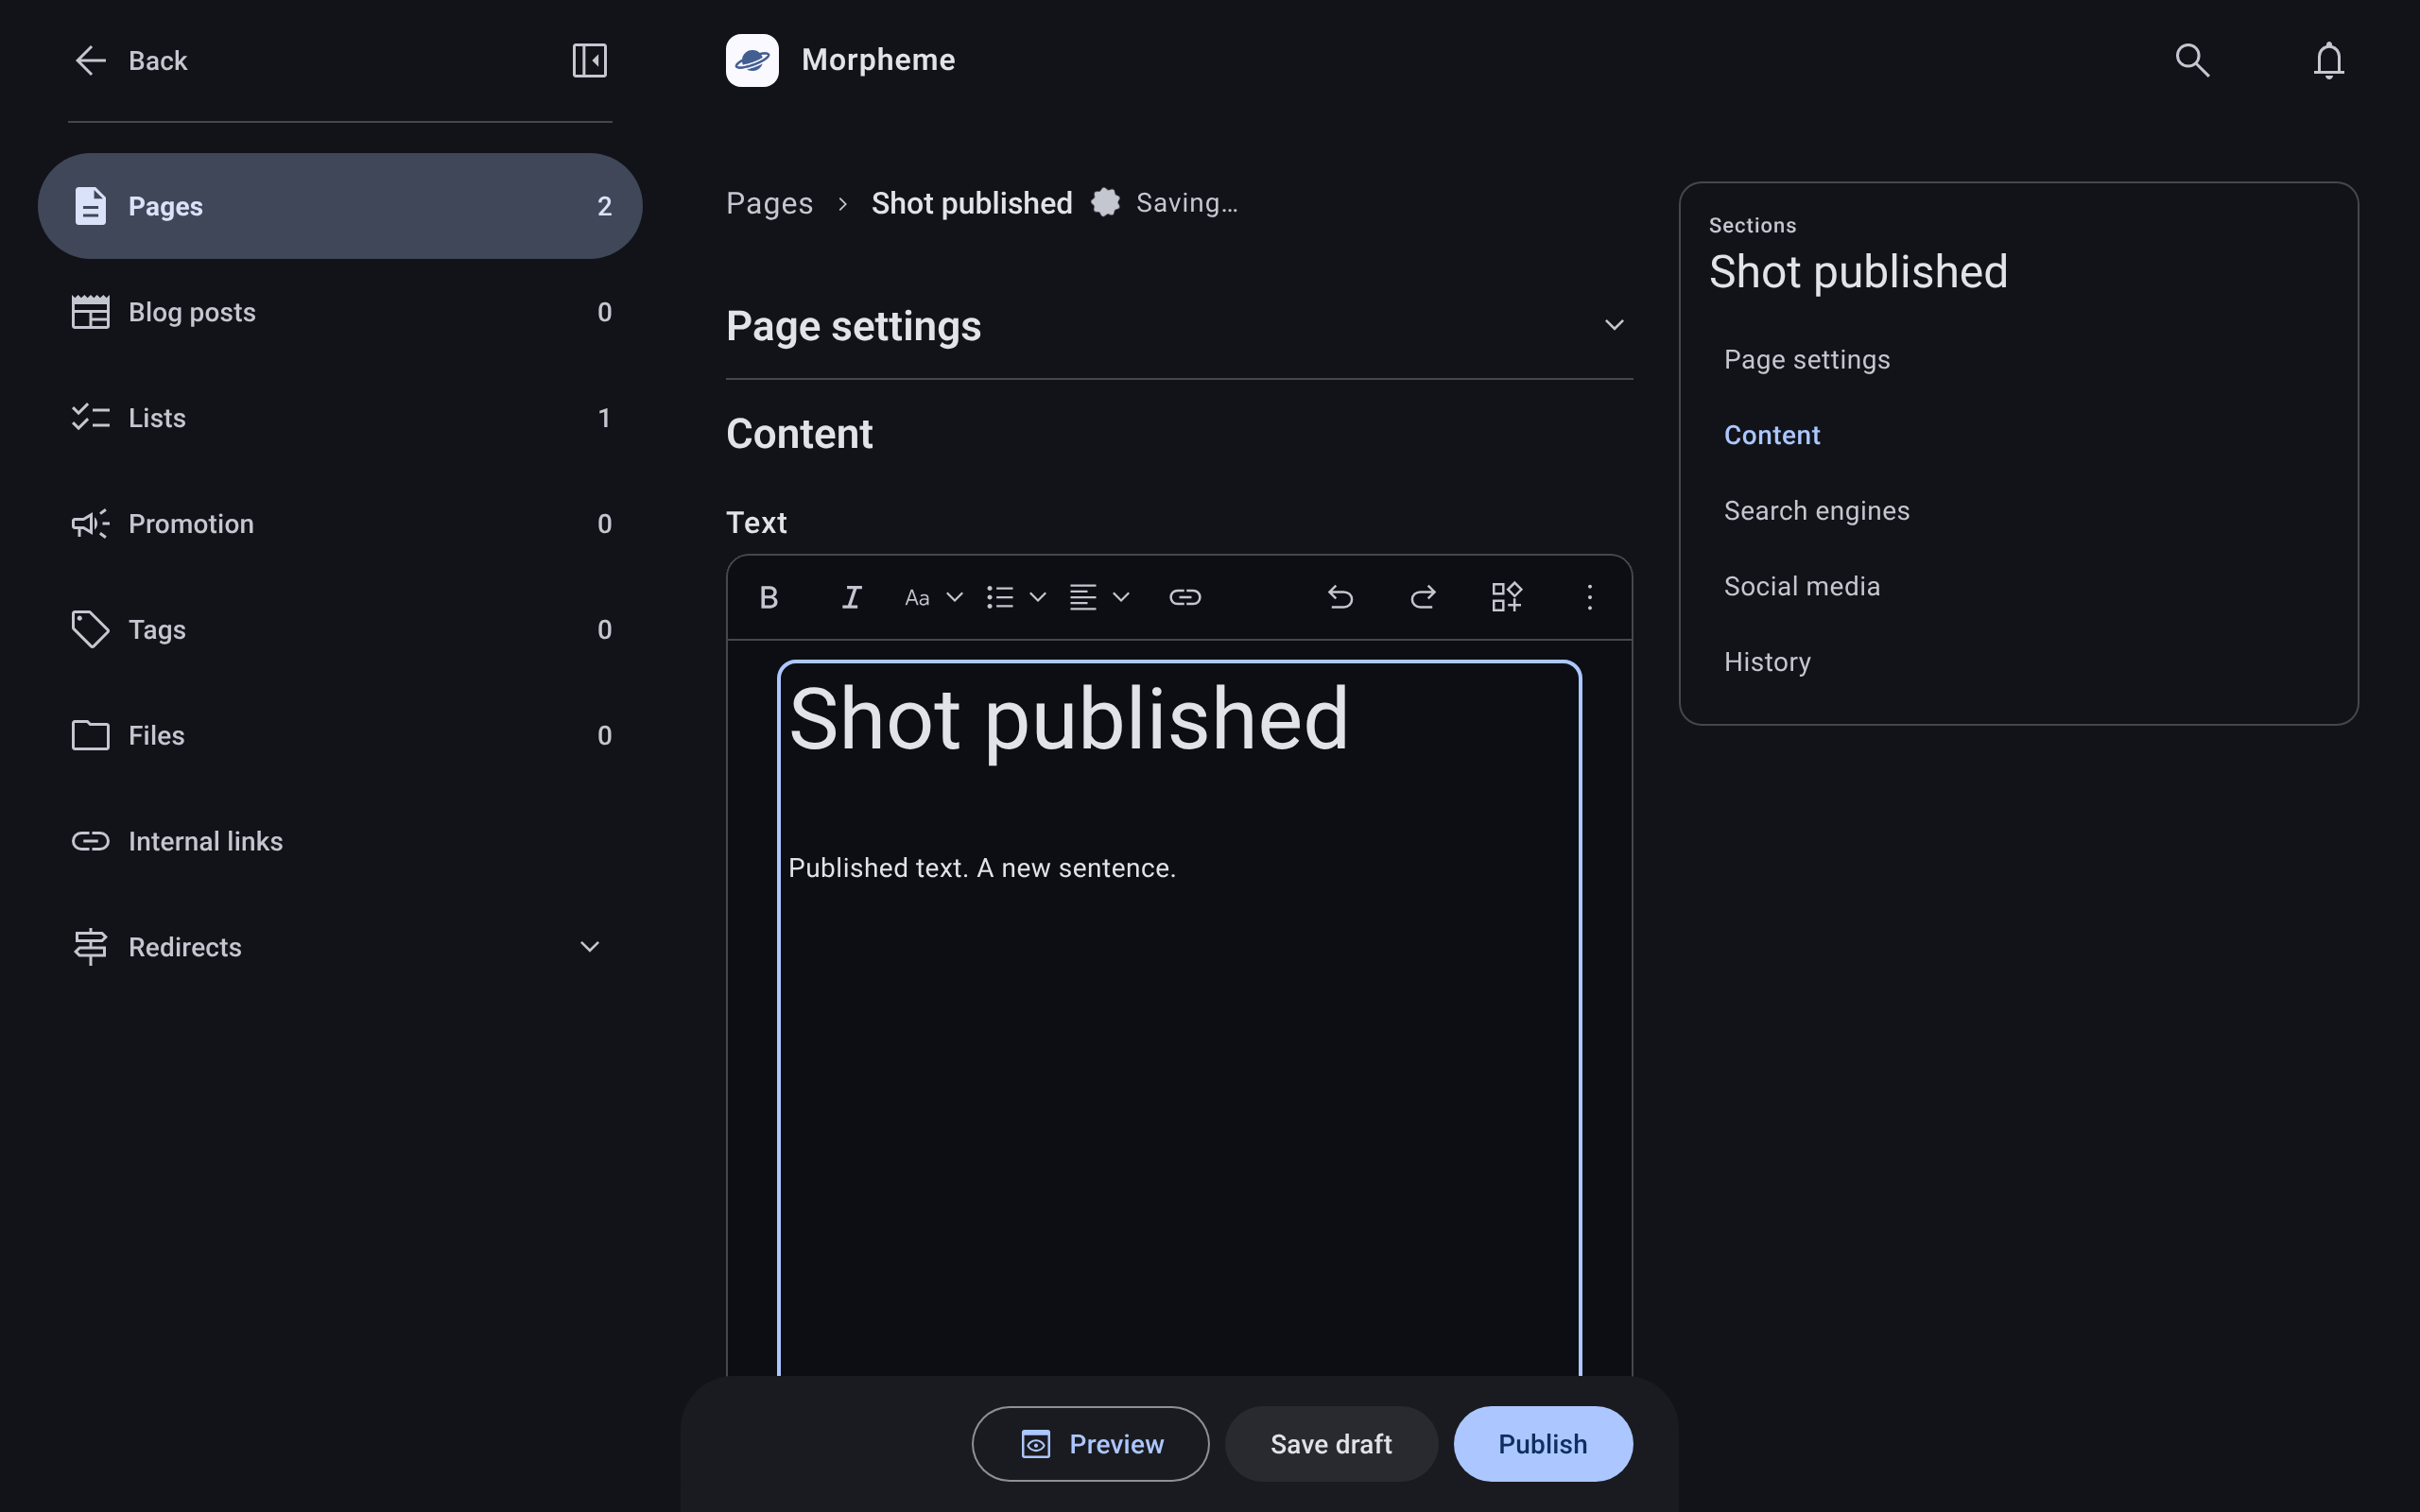 Back
Pages 2
Blog posts 0
Lists 1
Promotion 0
Tags 0
Files 0
Internal links
Redirects
Morpheme
Pages > Shot published Saving…
Page settings
Content
Text
B I Aa
Shot published
Published text. A new sentence.
Preview Save draft Publish
Sections
Shot published
Page settings
Content
Search engines
Social media
History